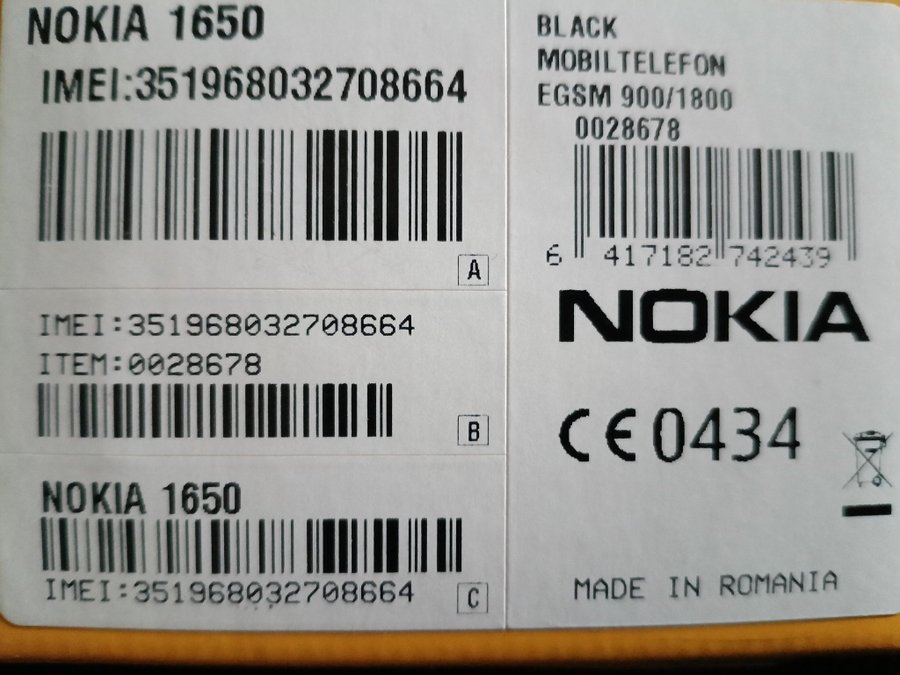 NOKIA 1650
IMEI:351968032708664
A
IMEI:351968032708664
ITEM:0028678
B
NOKIA 1650
IMEI:351968032708664
C
BLACK
MOBILTELEFON
EGSM 900/1800
0028678
6 417182 742439
NOKIA
CE0434
MADE IN ROMANIA